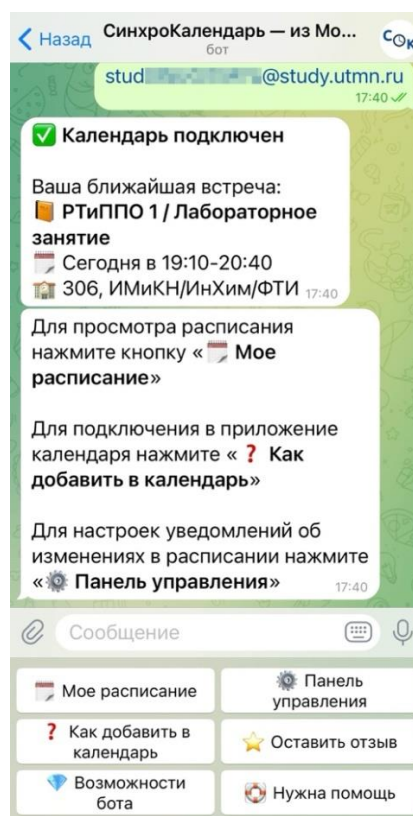 Назад
СинхроКалендарь — из Мо...
бот
СОК
stud @study.utmn.ru
17:40
Календарь подключен
Ваша ближайшая встреча:
РТиППО 1 / Лабораторное
занятие
Сегодня в 19:10-20:40
306, ИМиКН/ИнХим/ФТИ 17:40
Для просмотра расписания
нажмите кнопку « Мое
расписание»
Для подключения в приложение
календаря нажмите «❓ Как
добавить в календарь»
Для настроек уведомлений об
изменениях в расписании нажмите
«⚙️ Панель управления» 17:40
Сообщение
Мое расписание
Панель
управления
❓ Как добавить в
календарь
Оставить отзыв
Возможности
бота
Нужна помощь